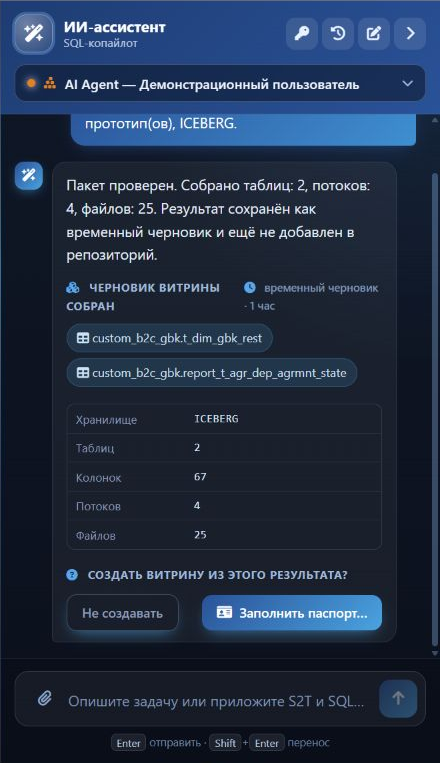 ИИ-ассистент
SQL-копайлот
AI Agent — Демонстрационный пользователь
прототип(ов), ICEBERG.
Пакет проверен. Собрано таблиц: 2, потоков:
4, файлов: 25. Результат сохранён как
временный черновик и ещё не добавлен в
репозиторий.
ЧЕРНОВИК ВИТРИНЫ
СОБРАН
временный черновик
· 1 час
custom_b2c_gbk.t_dim_gbk_rest
custom_b2c_gbk.report_t_agr_dep_agrmnt_state
Хранилище ICEBERG
Таблиц 2
Колонок 67
Потоков 4
Файлов 25
СОЗДАТЬ ВИТРИНУ ИЗ ЭТОГО РЕЗУЛЬТАТА?
Не создавать
Заполнить паспорт...
Опишите задачу или приложите S2T и SQL...
Enter отправить · Shift + Enter перенос